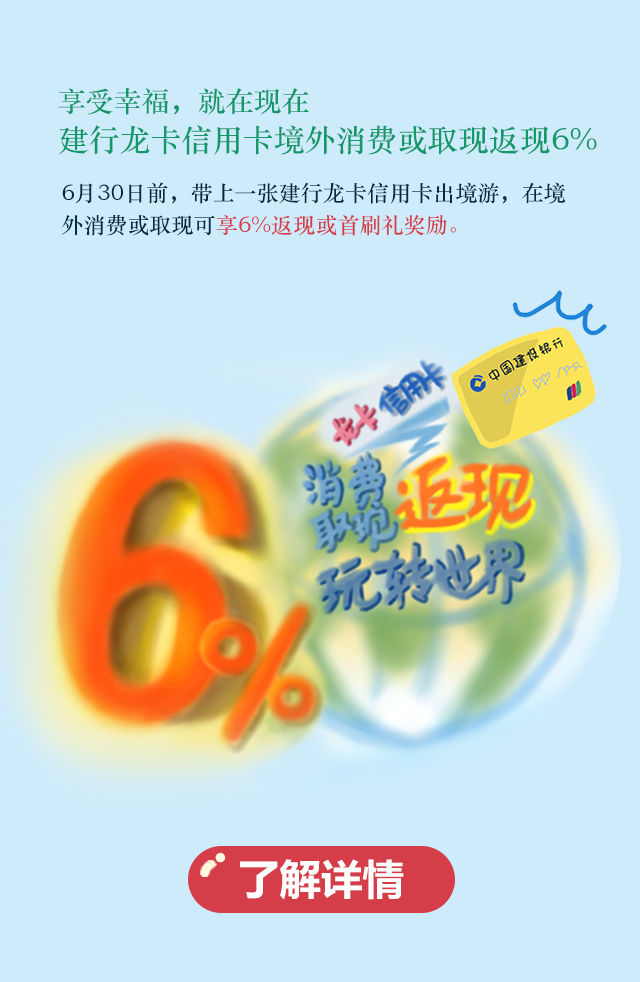 享受幸福，就在现在
建行龙卡信用卡境外消费或取现返现6%
6月30日前，带上一张建行龙卡信用卡出境游，在境
外消费或取现可享6%返现或首刷礼奖励。
中国建设银行
龙卡 信用卡
消费
取现 返现
玩转世界
6%
了解详情